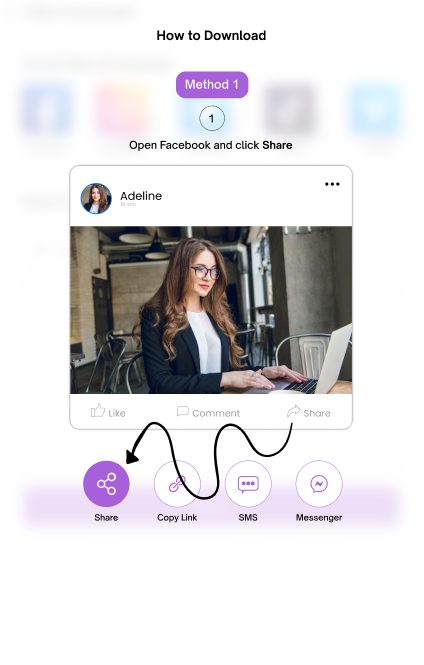 How to Download
Method 1
1
Open Facebook and click Share
Adeline
Like
Comment
Share
Share
Copy Link
SMS
Messenger